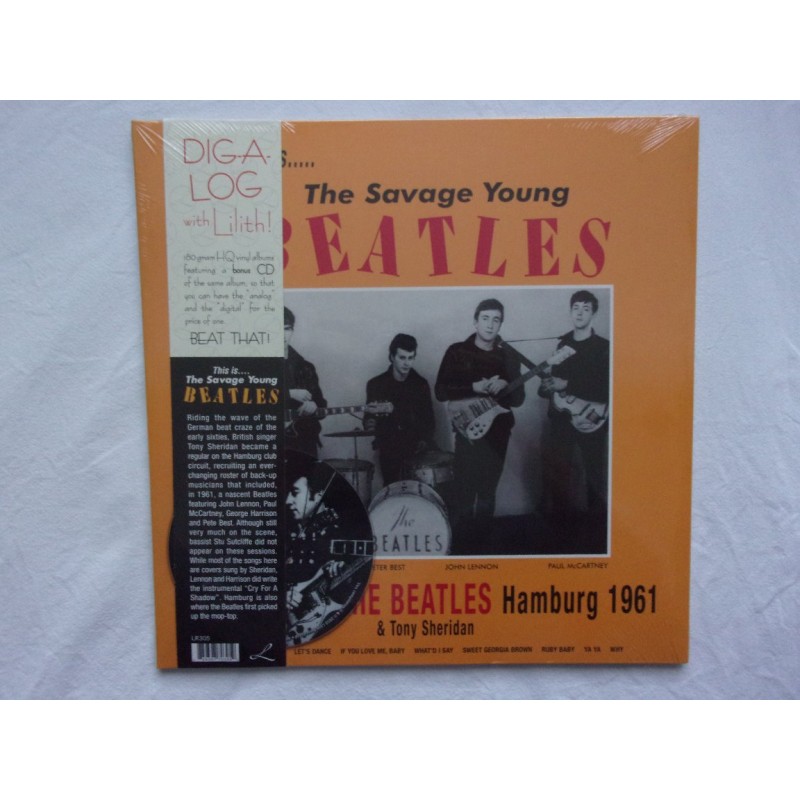 DIG-A-
LOG
with Lilith!
180 gram HQ vinyl albums
featuring a bonus CD
of the same album, so that
you can have the "analog"
and the "digital" for the
price of one.
BEAT THAT!
This is....
The Savage Young
BEATLES
Riding the wave of the
German beat craze of the
early sixties, British singer
Tony Sheridan became a
regular on the Hamburg club
circuit, recruiting an ever-
changing roster of back-up
musicians that included,
in 1961, a nascent Beatles
featuring John Lennon, Paul
McCartney, George Harrison
and Pete Best. Although still
very much on the scene,
bassist Stu Sutcliffe did not
appear on these sessions.
While most of the songs here
are covers sung by Sheridan,
Lennon and Harrison did write
the instrumental "Cry For A
Shadow". Hamburg is also
where the Beatles first picked
up the mop-top.
LR305
L
S.....
The Savage Young
BEATLES
The
BEATLES
ETER BEST JOHN LENNON PAUL McCARTNEY
HE BEATLES Hamburg 1961
& Tony Sheridan
LET'S DANCE IF YOU LOVE ME, BABY WHAT'D I SAY SWEET GEORGIA BROWN RUBY BABY YA YA WHY